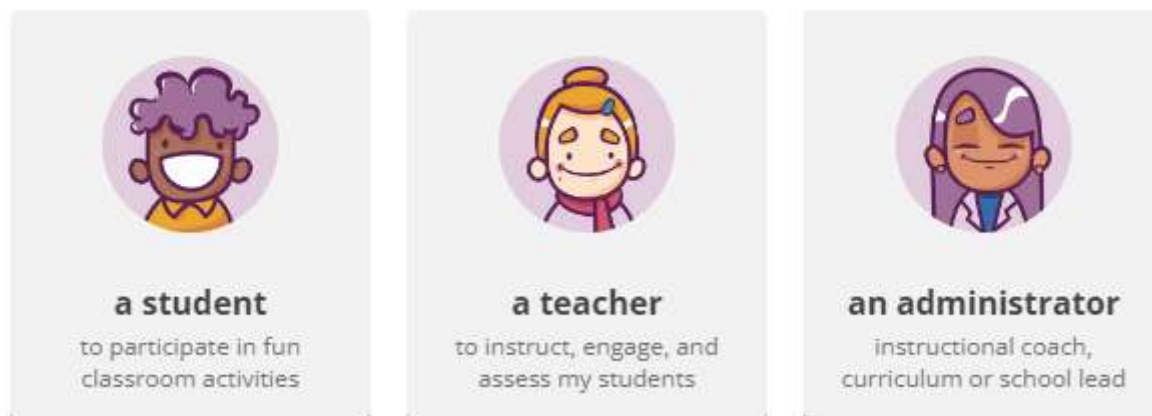 a student
to participate in fun
classroom activities
a teacher
to instruct, engage, and
assess my students
an administrator
instructional coach,
curriculum or school lead